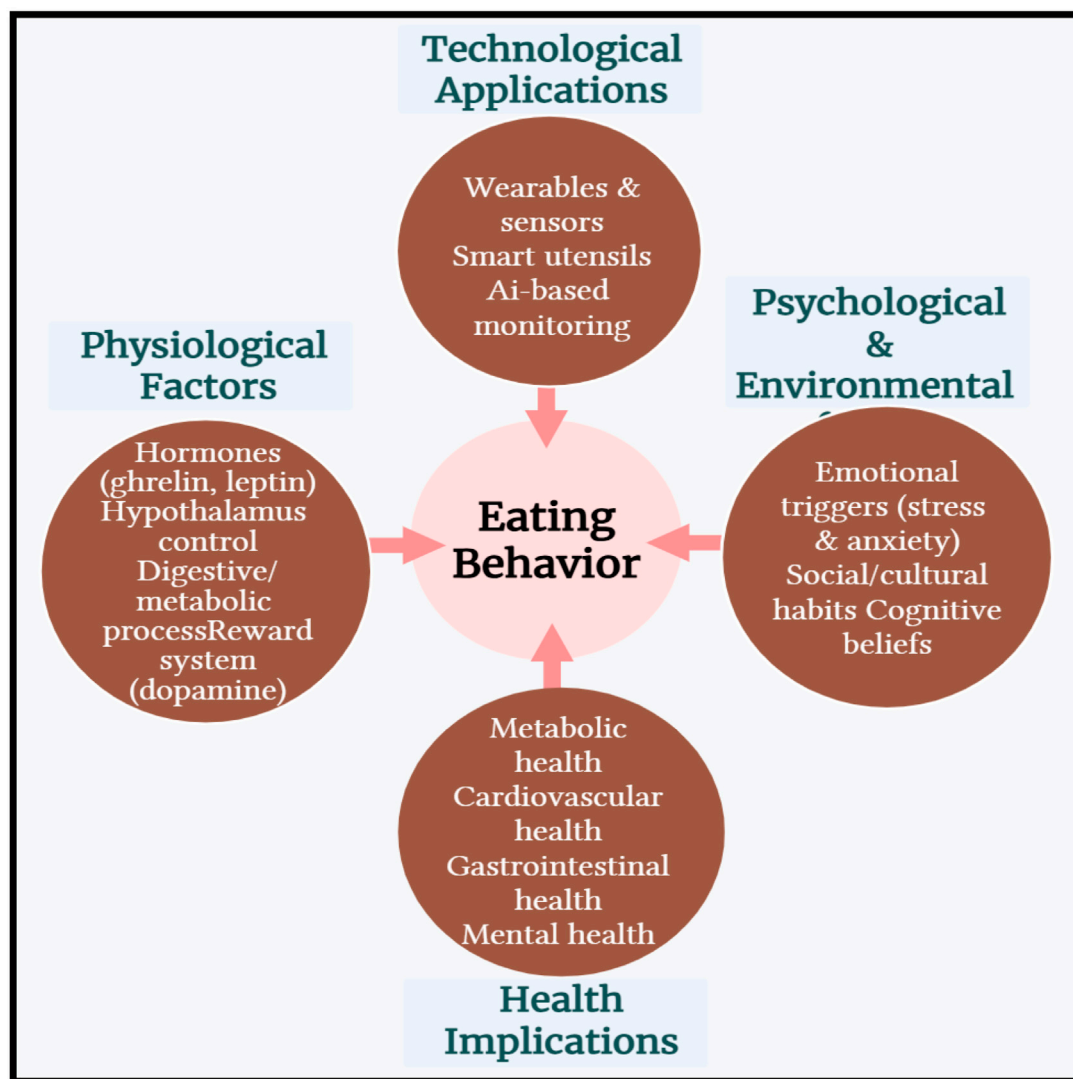 Technological
Applications
Wearables &
sensors
Smart utensils
Ai-based
monitoring
Physiological
Factors
Hormones
(ghrelin, leptin)
Hypothalamus
control
Digestive/
metabolic
processReward
system
(dopamine)
Eating
Behavior
Psychological
&
Environmental
Emotional
triggers (stress
& anxiety)
Social/cultural
habits Cognitive
beliefs
Metabolic
health
Cardiovascular
health
Gastrointestinal
health
Mental health
Health
Implications